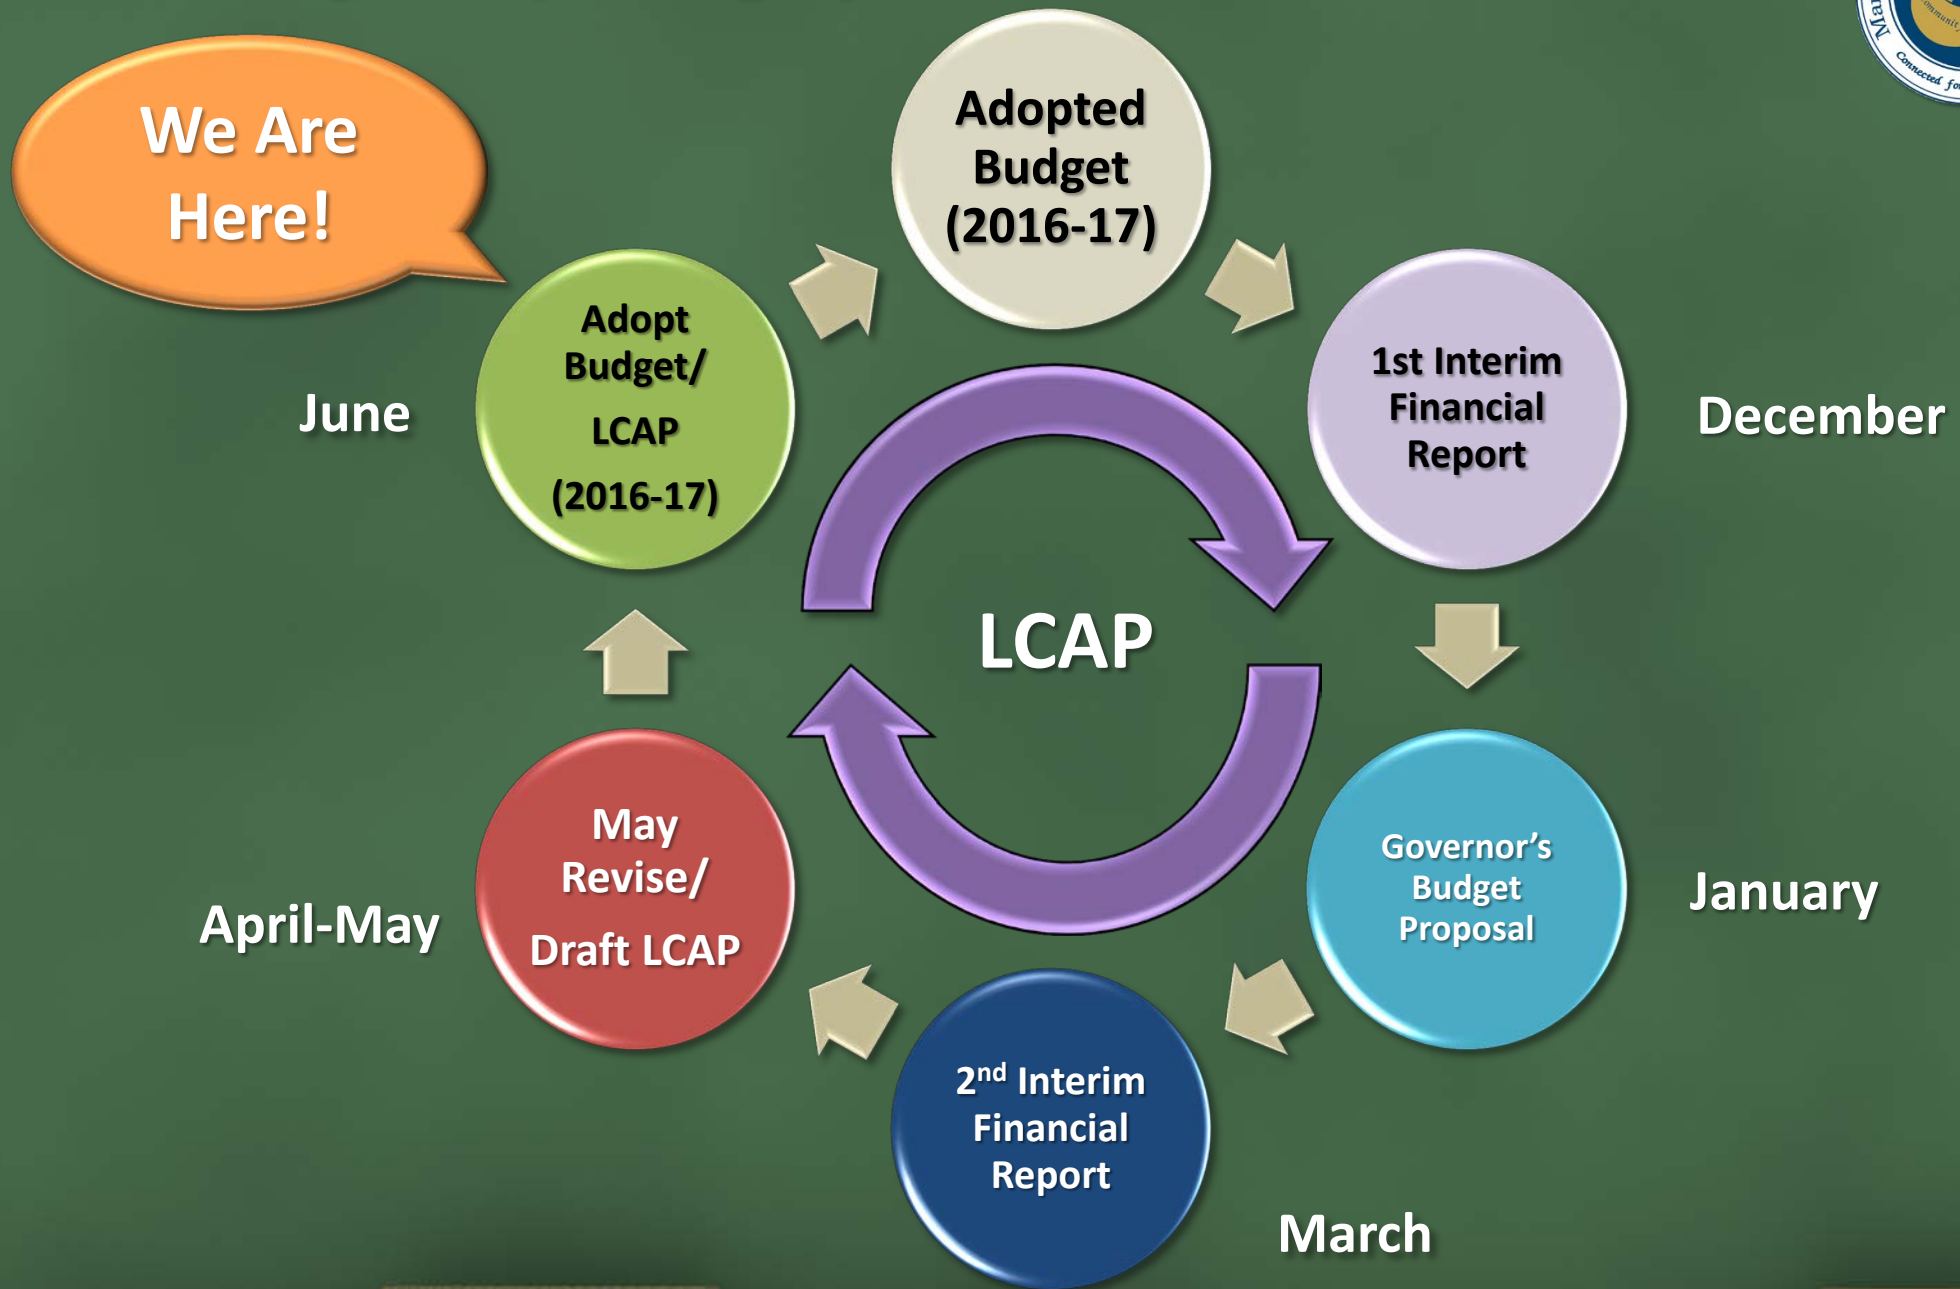 We Are
Here!
Adopted
Budget
(2016-17)
Adopt
Budget/
LCAP
(2016-17)
June
1st Interim
Financial
Report
December
LCAP
May
Revise/
Draft LCAP
April-May
Governor’s
Budget
Proposal
January
2nd Interim
Financial
Report
March
Connected